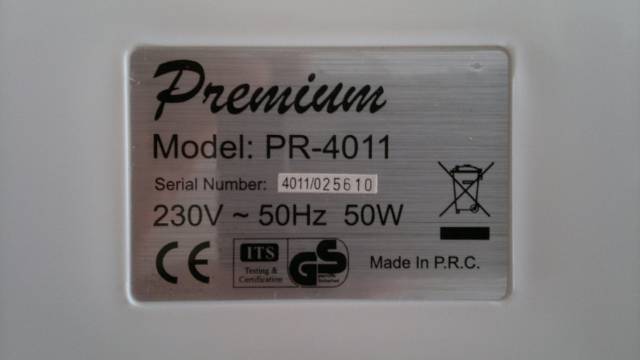 Premium
Model: PR-4011
Serial Number: 4011/025610
230V ~ 50Hz 50W
CE
ITS
Testing &
Certification
GS
Made In P.R.C.